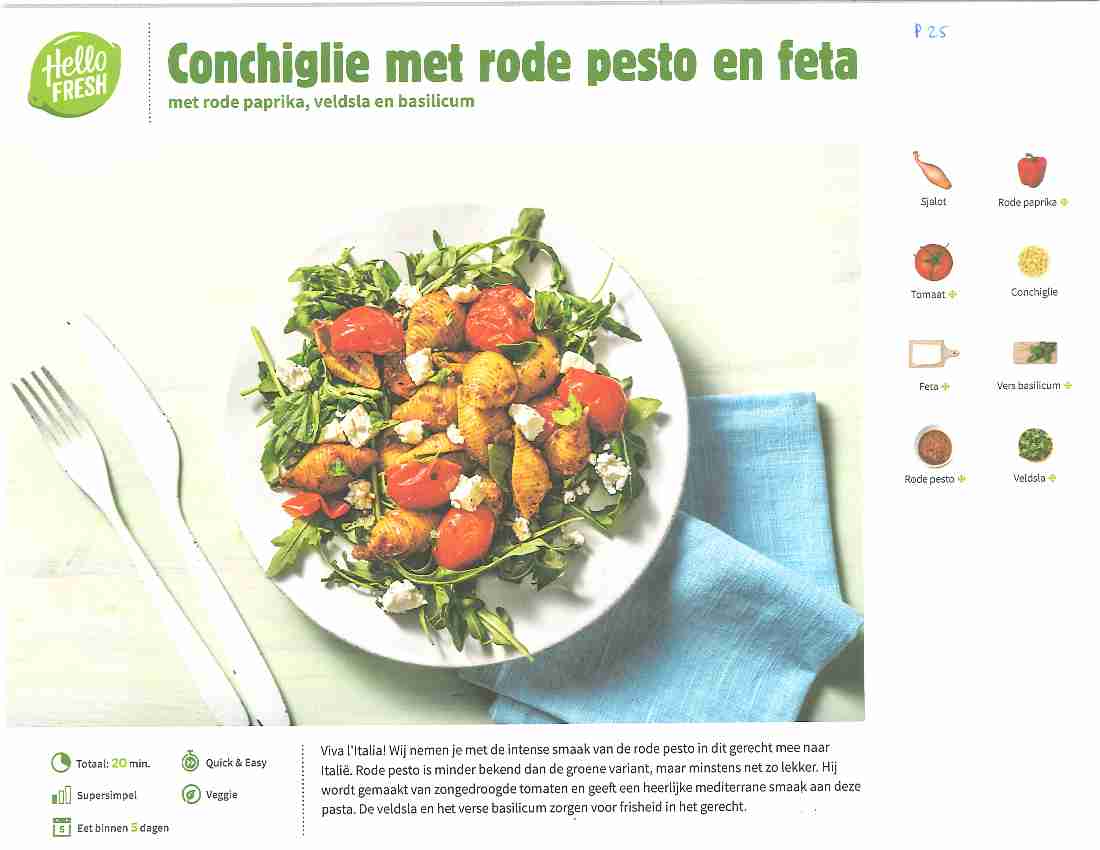 Hello
FRESH
Conchiglie met rode pesto en feta
met rode paprika, veldsla en basilicum
P 25
Sjalot
Rode paprika
Tomaat
Conchiglie
Feta
Vers basilicum
Rode pesto
Veldsla
Totaal: 20 min.
Quick & Easy
Supersimpel
Veggie
5
Eet binnen 5 dagen
Viva l'Italia! Wij nemen je met de intense smaak van de rode pesto in dit gerecht mee naar
Italië. Rode pesto is minder bekend dan de groene variant, maar minstens net zo lekker. Hij
wordt gemaakt van zongedroogde tomaten en geeft een heerlijke mediterrane smaak aan deze
pasta. De veldsla en het verse basilicum zorgen voor frisheid in het gerecht.